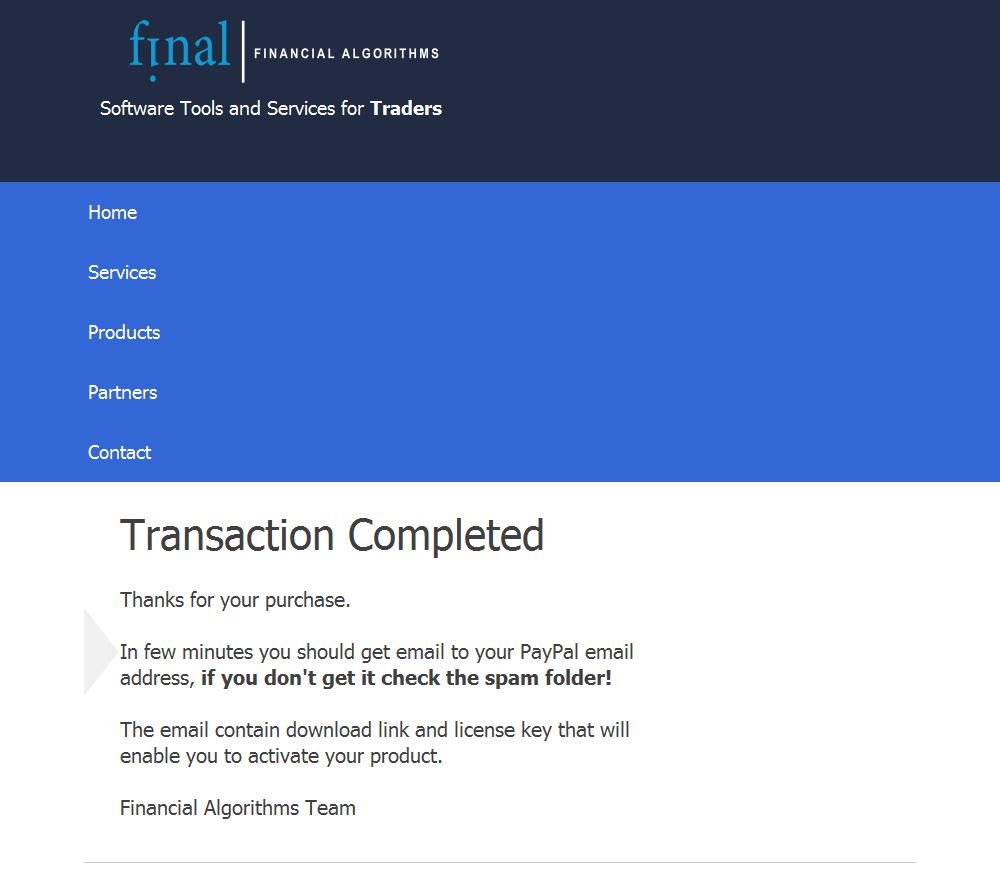 final
FINANCIAL ALGORITHMS
Software Tools and Services for Traders
Home
Services
Products
Partners
Contact
Transaction Completed
Thanks for your purchase.
In few minutes you should get email to your PayPal email
address, if you don't get it check the spam folder!
The email contain download link and license key that will
enable you to activate your product.
Financial Algorithms Team